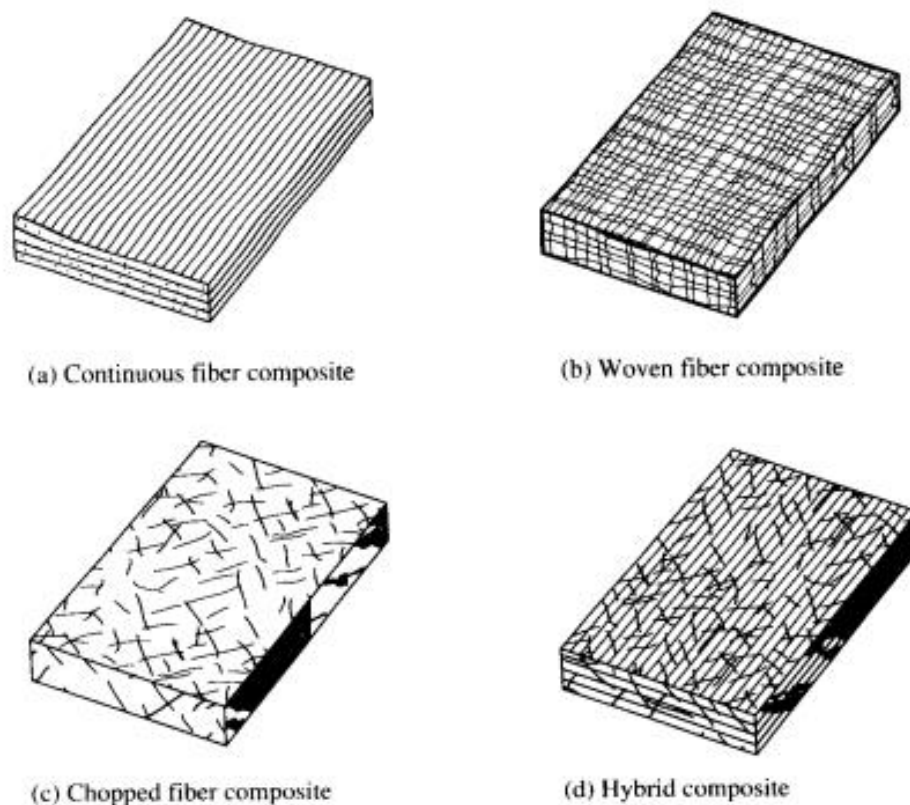 (a) Continuous fiber composite
(b) Woven fiber composite
(c) Chopped fiber composite
(d) Hybrid composite